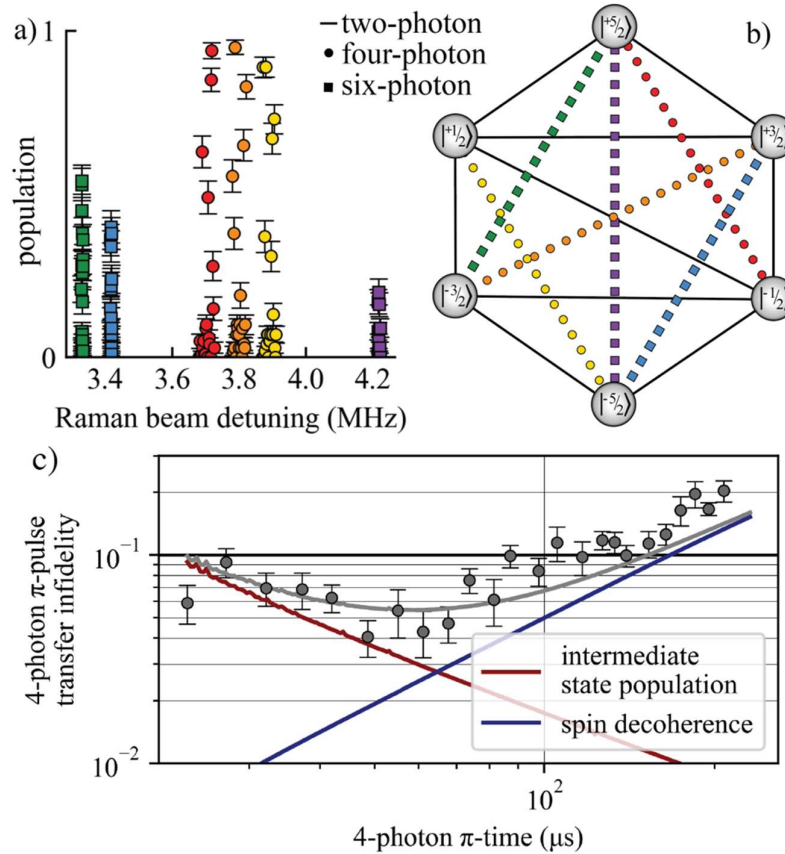 a)
1
population
0
3.4
3.6
3.8
4.0
4.2
Raman beam detuning (MHz)
two-photon
four-photon
six-photon
b)
|+5/2⟩
|+1/2⟩
|+3/2⟩
|-3/2⟩
|-1/2⟩
|-5/2⟩
c)
4-photon π-pulse
transfer infidelity
10⁻¹
10⁻²
intermediate
state population
spin decoherence
10²
4-photon π-time (μs)